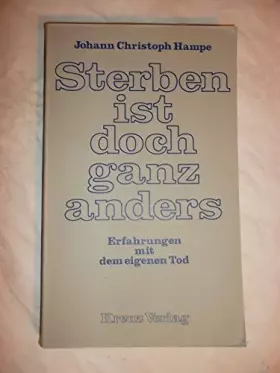 Johann Christoph Hampe
Sterben
ist
doch
ganz
anders
Erfahrungen
mit
dem eigenen Tod
Kreuz Verlag